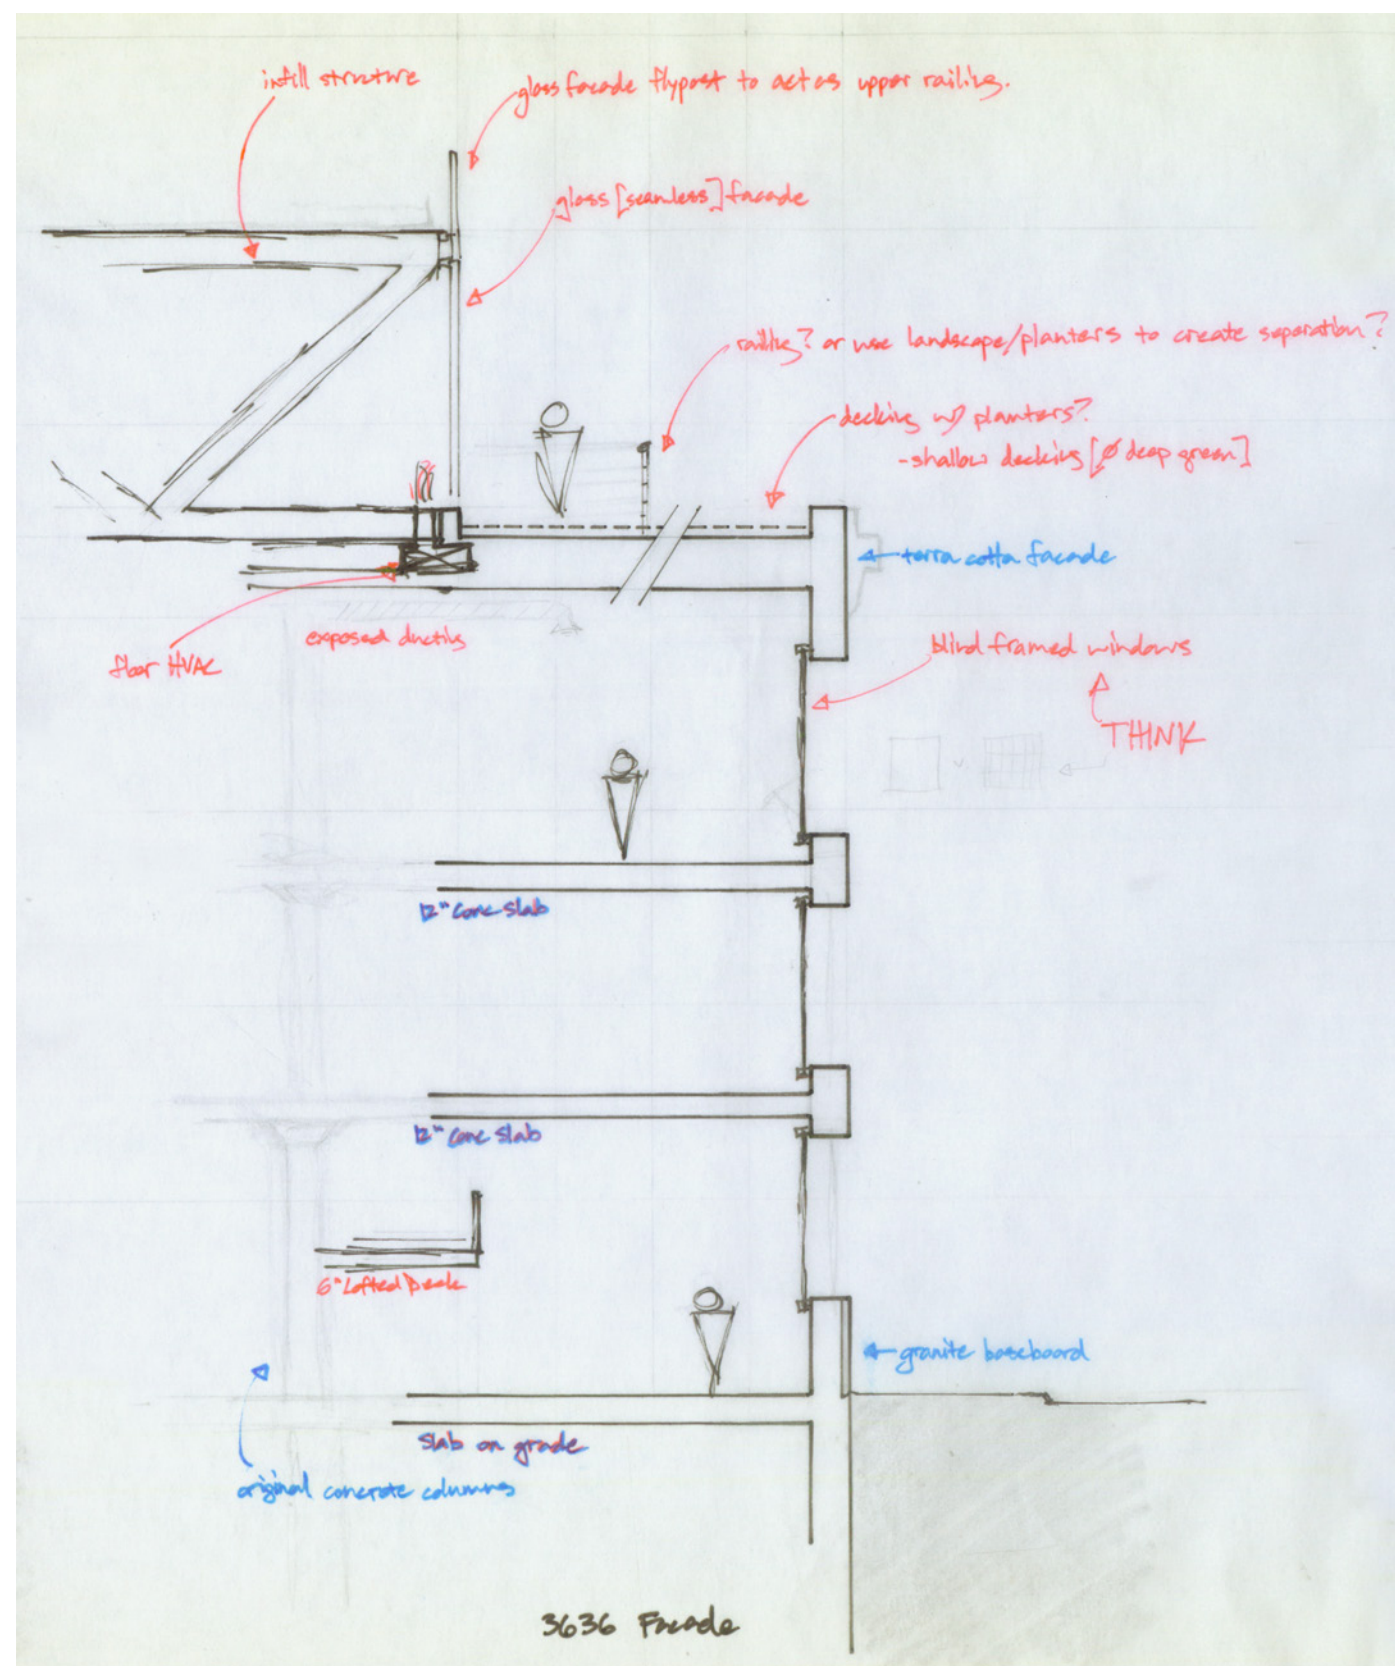 infill structure
glass facade flypast to act as upper railing.
glass [seamless] facade
railing? or use landscape/planters to create separation?
decking w/ planters?
-shallow decking [Ø deep green]
terra cotta facade
exposed ducting
floor HVAC
blind framed windows
THINK
12" conc slab
12" conc slab
6" Lofted Deck
granite baseboard
slab on grade
original concrete columns
3636 Facade